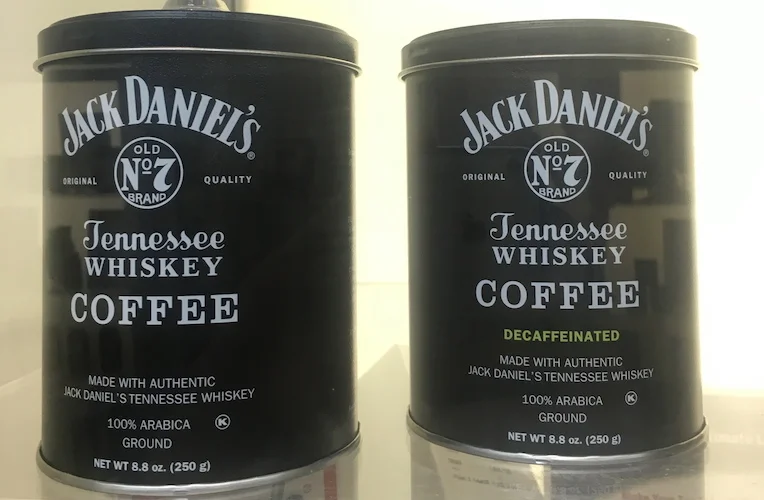 JACK DANIEL'S®
OLD
Nº7
BRAND
ORIGINAL QUALITY
Tennessee
WHISKEY
COFFEE
MADE WITH AUTHENTIC
JACK DANIEL'S TENNESSEE WHISKEY
100% ARABICA K
GROUND
NET WT 8.8 oz. (250 g)
JACK DANIEL'S®
OLD
Nº7
BRAND
ORIGINAL QUALITY
Tennessee
WHISKEY
COFFEE
DECAFFEINATED
MADE WITH AUTHENTIC
JACK DANIEL'S TENNESSEE WHISKEY
100% ARABICA K
GROUND
NET WT 8.8 oz. (250 g)